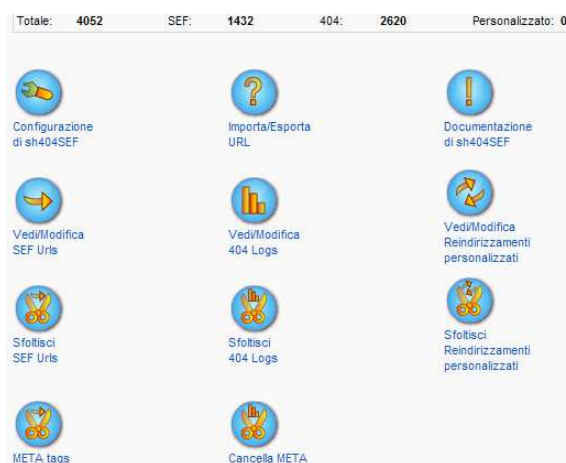 Totale: 4052 SEF: 1432 404: 2620 Personalizzato: 0
Configurazione
di sh404SEF
Importa/Esporta
URL
Documentazione
di sh404SEF
Vedi/Modifica
SEF Urls
Vedi/Modifica
404 Logs
Vedi/Modifica
Reindirizzamenti
personalizzati
Sfoltisci
SEF Urls
Sfoltisci
404 Logs
Sfoltisci
Reindirizzamenti
personalizzati
META tags
Cancella META